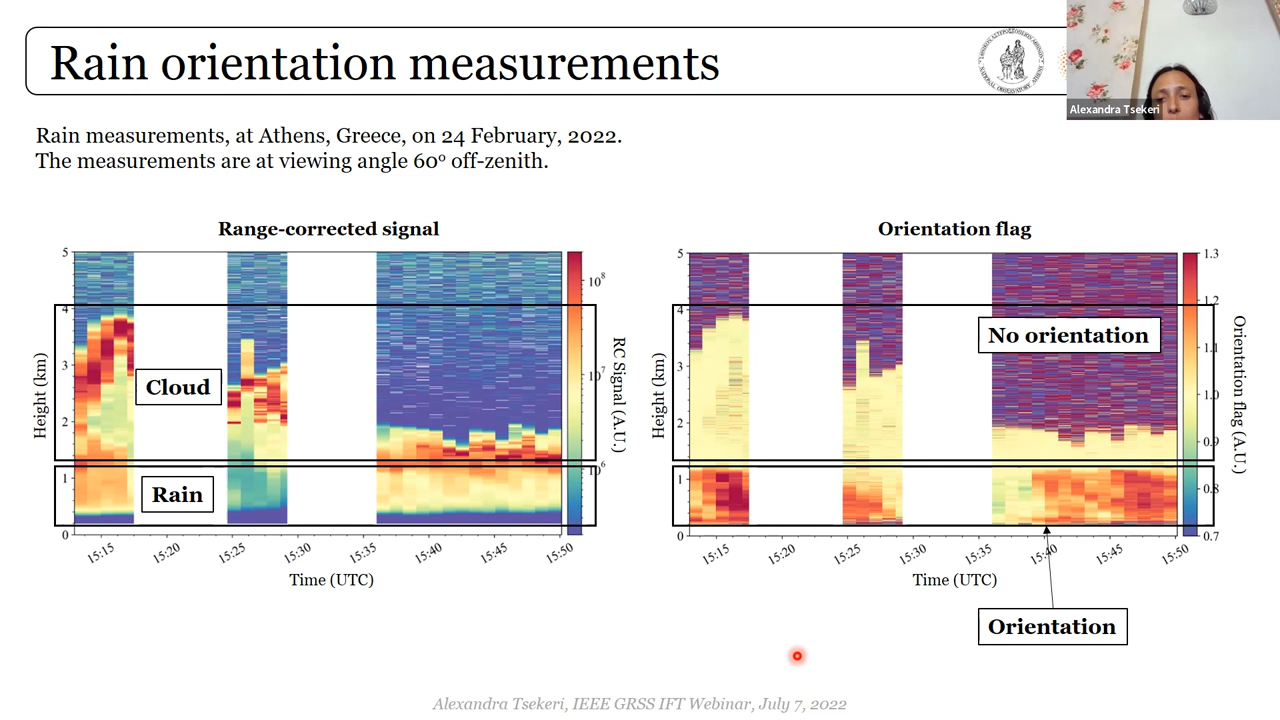 Rain orientation measurements
Alexandra Tsekeri
Rain measurements, at Athens, Greece, on 24 February, 2022.
The measurements are at viewing angle 60º off-zenith.
Range-corrected signal
5
4
3
2
1
0
Height (km)
Cloud
Rain
15:15
15:20
15:25
15:30
15:35
15:40
15:45
15:50
Time (UTC)
10⁸
10⁷
10⁶
RC Signal (A.U.)
Orientation flag
5
4
3
2
1
0
Height (km)
No orientation
15:15
15:20
15:25
15:30
15:35
15:40
15:45
15:50
Time (UTC)
1.3
1.2
1.1
1.0
0.9
0.8
0.7
Orientation flag (A.U.)
Orientation
Alexandra Tsekeri, IEEE GRSS IFT Webinar, July 7, 2022